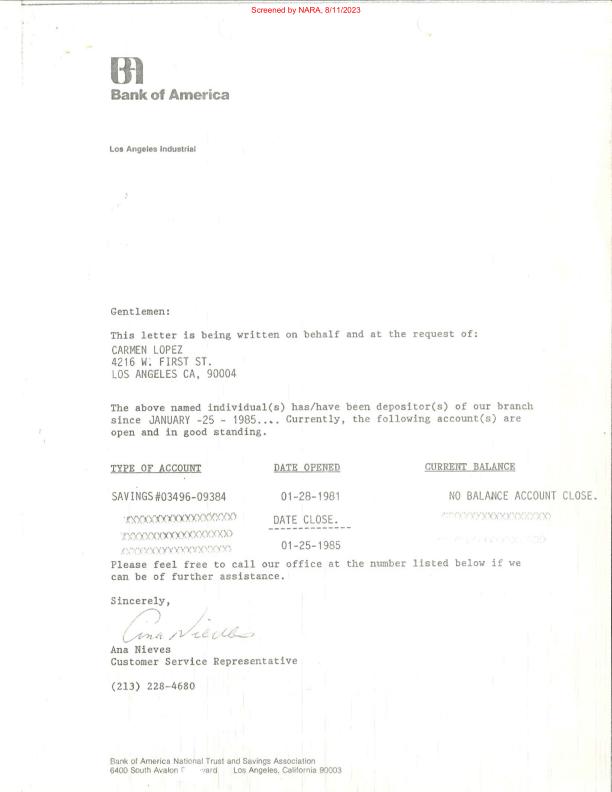 Screened by NARA, 8/11/2023
BA
Bank of America
Los Angeles Industrial
Gentlemen:
This letter is being written on behalf and at the request of:
CARMEN LOPEZ
4216 W. FIRST ST.
LOS ANGELES CA, 90004
The above named individual(s) has/have been depositor(s) of our branch
since JANUARY -25 - 1985.... Currently, the following account(s) are
open and in good standing.
TYPE OF ACCOUNT DATE OPENED CURRENT BALANCE
SAVINGS#03496-09384 01-28-1981 NO BALANCE ACCOUNT CLOSE.
DATE CLOSE.
01-25-1985
Please feel free to call our office at the number listed below if we
can be of further assistance.
Sincerely,
Ana Nieves
Ana Nieves
Customer Service Representative
(213) 228-4680
Bank of America National Trust and Savings Association
6400 South Avalon Los Angeles, California 90003